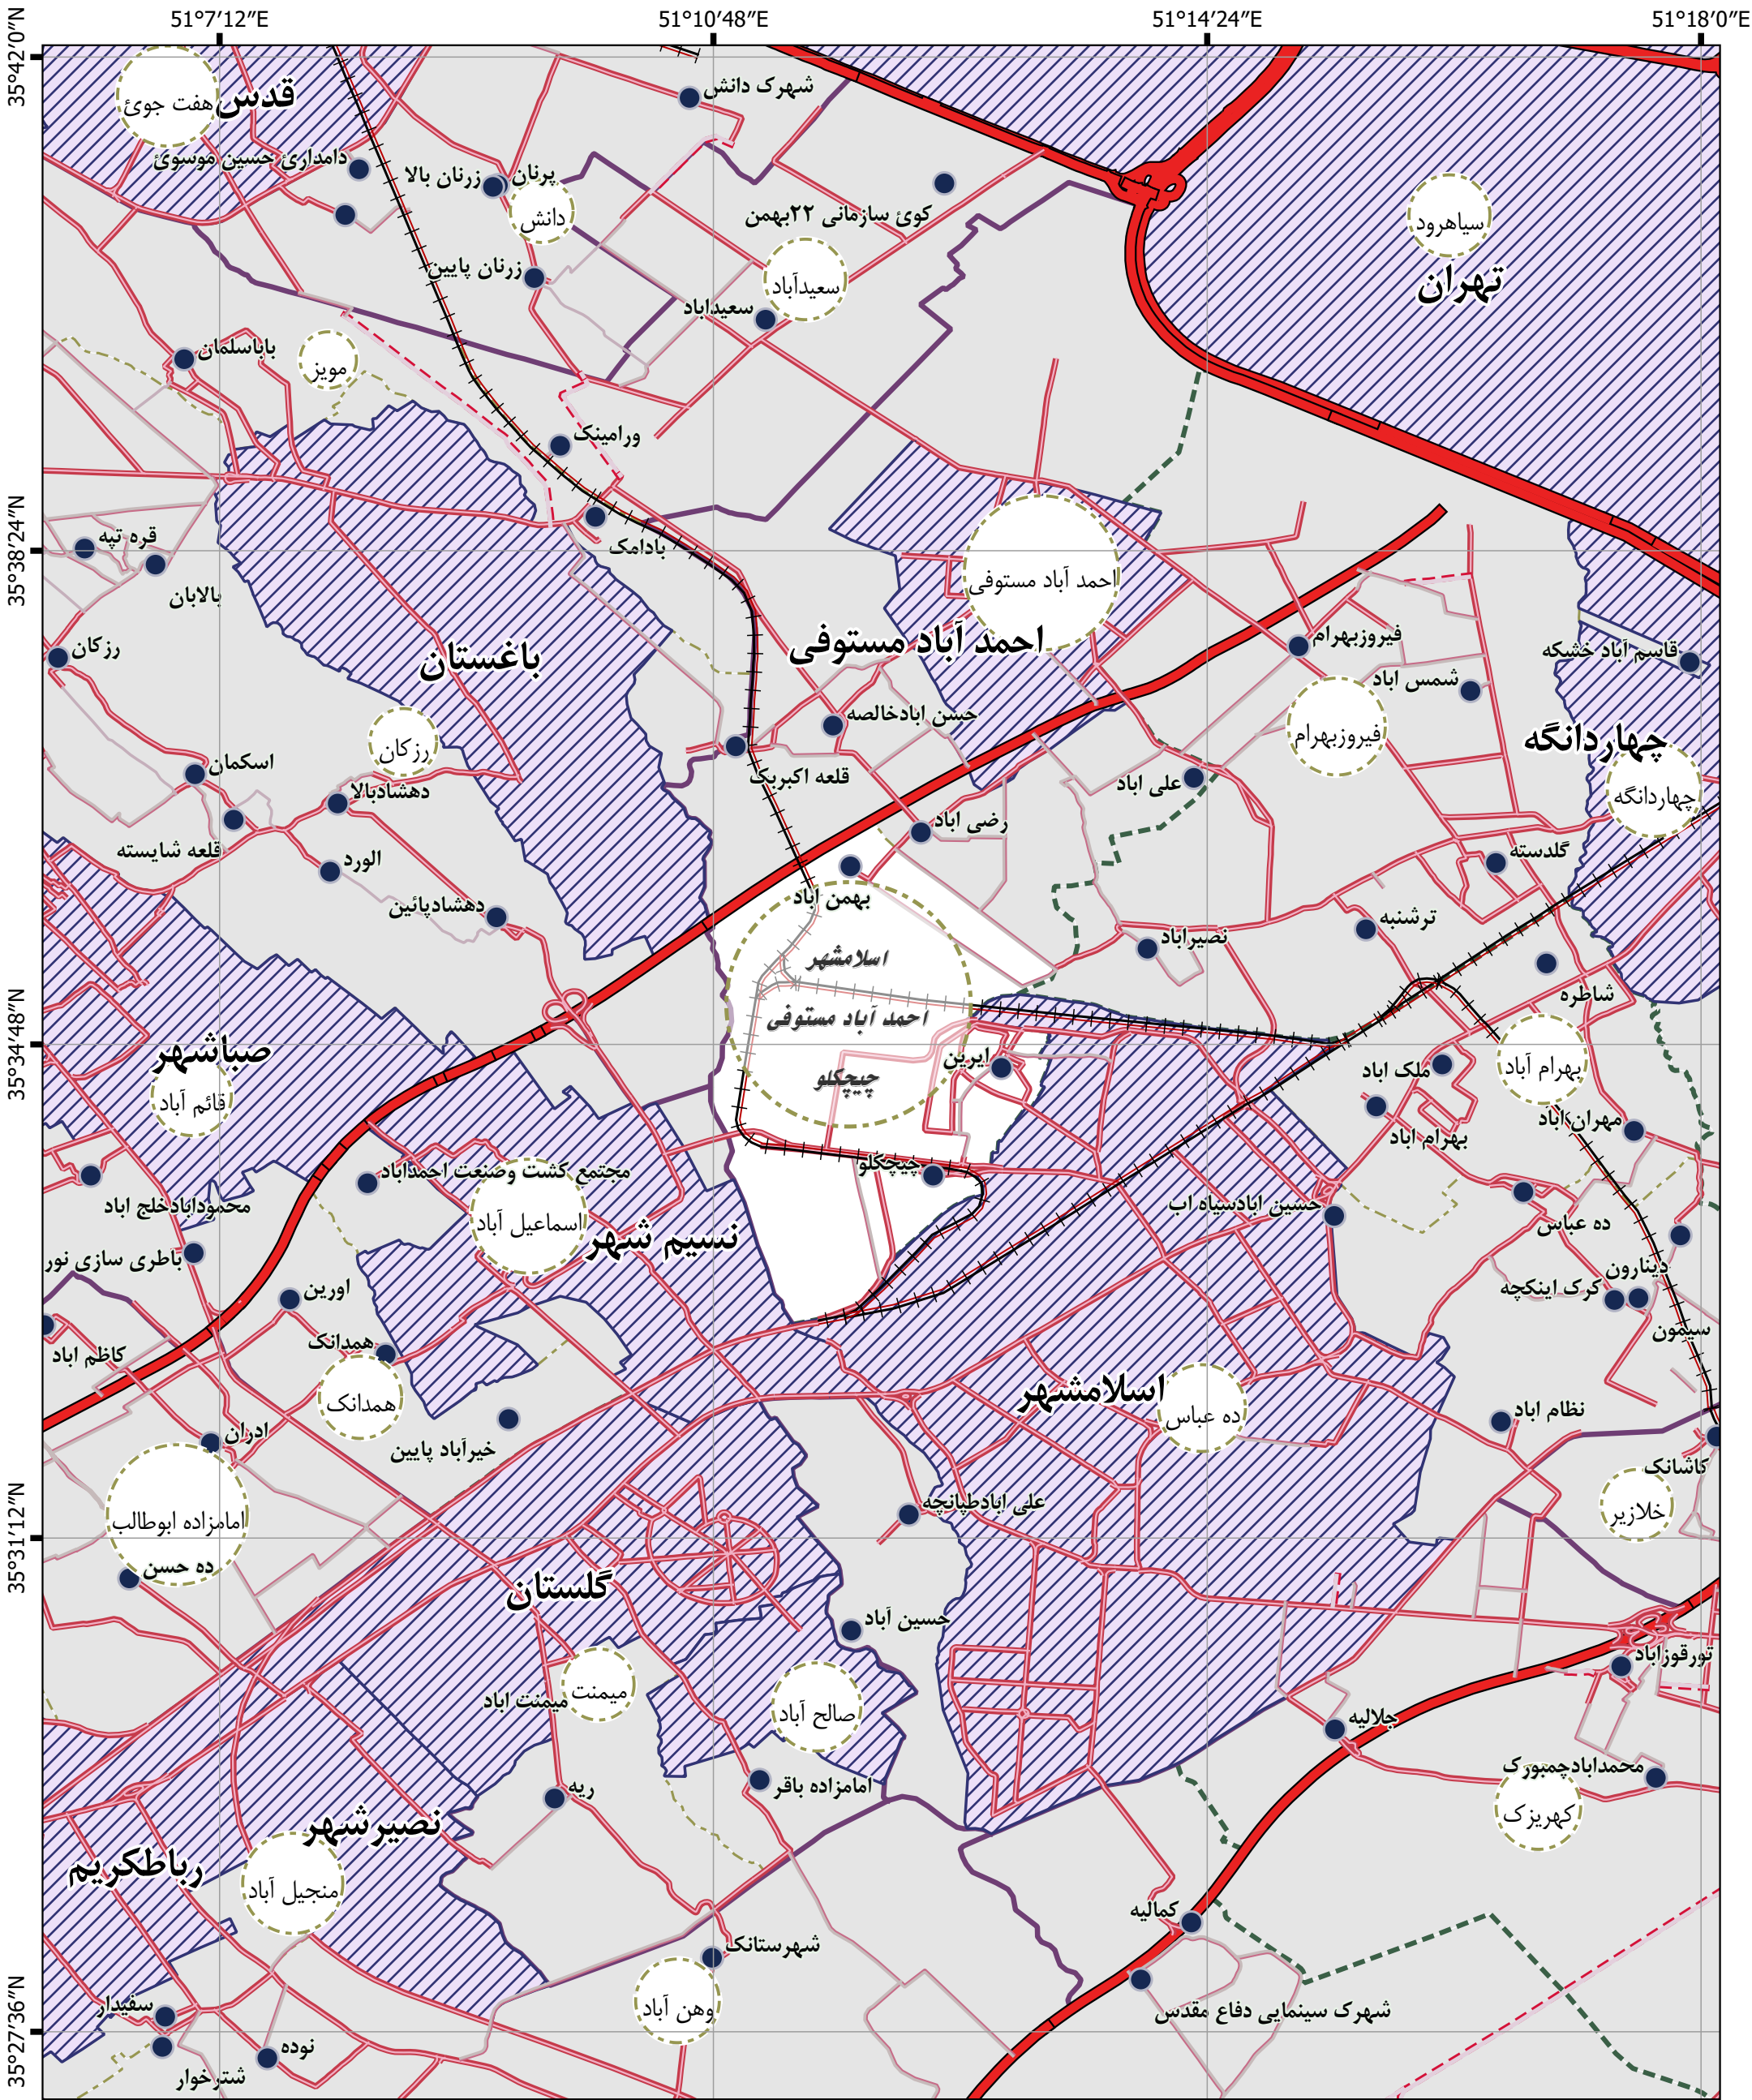 51°7′12″E
51°10′48″E
51°14′24″E
51°18′0″E
35°42′0″N
35°38′24″N
35°34′48″N
35°31′12″N
35°27′36″N
هفت جوئ
قدس
شهرک دانش
دامدارئ حسین موسوئ
زرنان بالا
پرنان
دانش
کوئ سازمانی ۲۲بهمن
سیاهرود
تهران
زرنان پایین
سعیدآباد
سعیداباد
باباسلمان
مویز
ورامینک
بادامک
قره تپه
بالابان
رزکان
باغستان
احمد آباد مستوفی
احمد آباد مستوفی
فیروزبهرام
قاسم آباد خشکه
شمس اباد
فیروزبهرام
چهاردانگه
چهاردانگه
رزکان
حسن ابادخالصه
قلعه اکبربک
علی اباد
اسکمان
دهشادبالا
رضی اباد
قلعه شایسته
الورد
گلدسته
دهشادپائین
بهمن آباد
ترشنبه
نصیراباد
اسلامشهر
احمد آباد مستوفی
چیچکلو
شاطره
ایرین
صباشهر
قائم آباد
ملک اباد
بهرام آباد
بهرام اباد
مهران آباد
چیچکلو
مجتمع کشت وصنعت احمداباد
محمودابادخلج اباد
اسماعیل آباد
نسیم شهر
حسین ابادسیاه اب
ده عباس
باطری سازی نور
دینارون
کرک اینکچه
سیمون
اورین
همدانک
کاظم اباد
همدانک
اسلامشهر
ده عباس
نظام اباد
ادران
خیرآباد پایین
کاشانک
علی ابادطپانچه
خلازیر
امامزاده ابوطالب
ده حسن
گلستان
حسین آباد
تورقوزاباد
میمنت
میمنت اباد
صالح آباد
جلالیه
محمدابادچمبورک
کهریزک
امامزاده باقر
ریه
نصیرشهر
رباطکریم
منجیل آباد
کمالیه
شهرستانک
وهن آباد
شهرک سینمایی دفاع مقدس
سفیدار
نوده
شترخوار